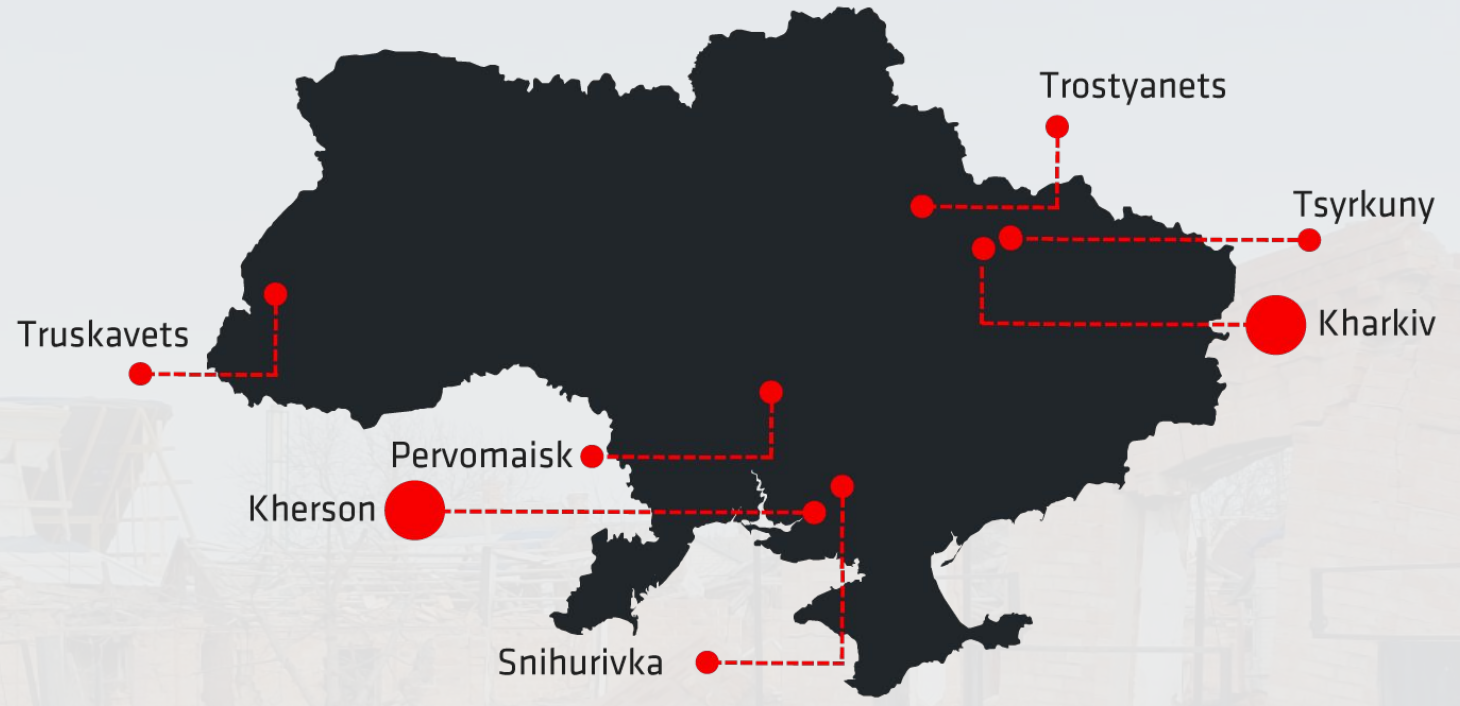 Trostyanets
Tsyrkuny
Kharkiv
Truskavets
Pervomaisk
Kherson
Snihurivka